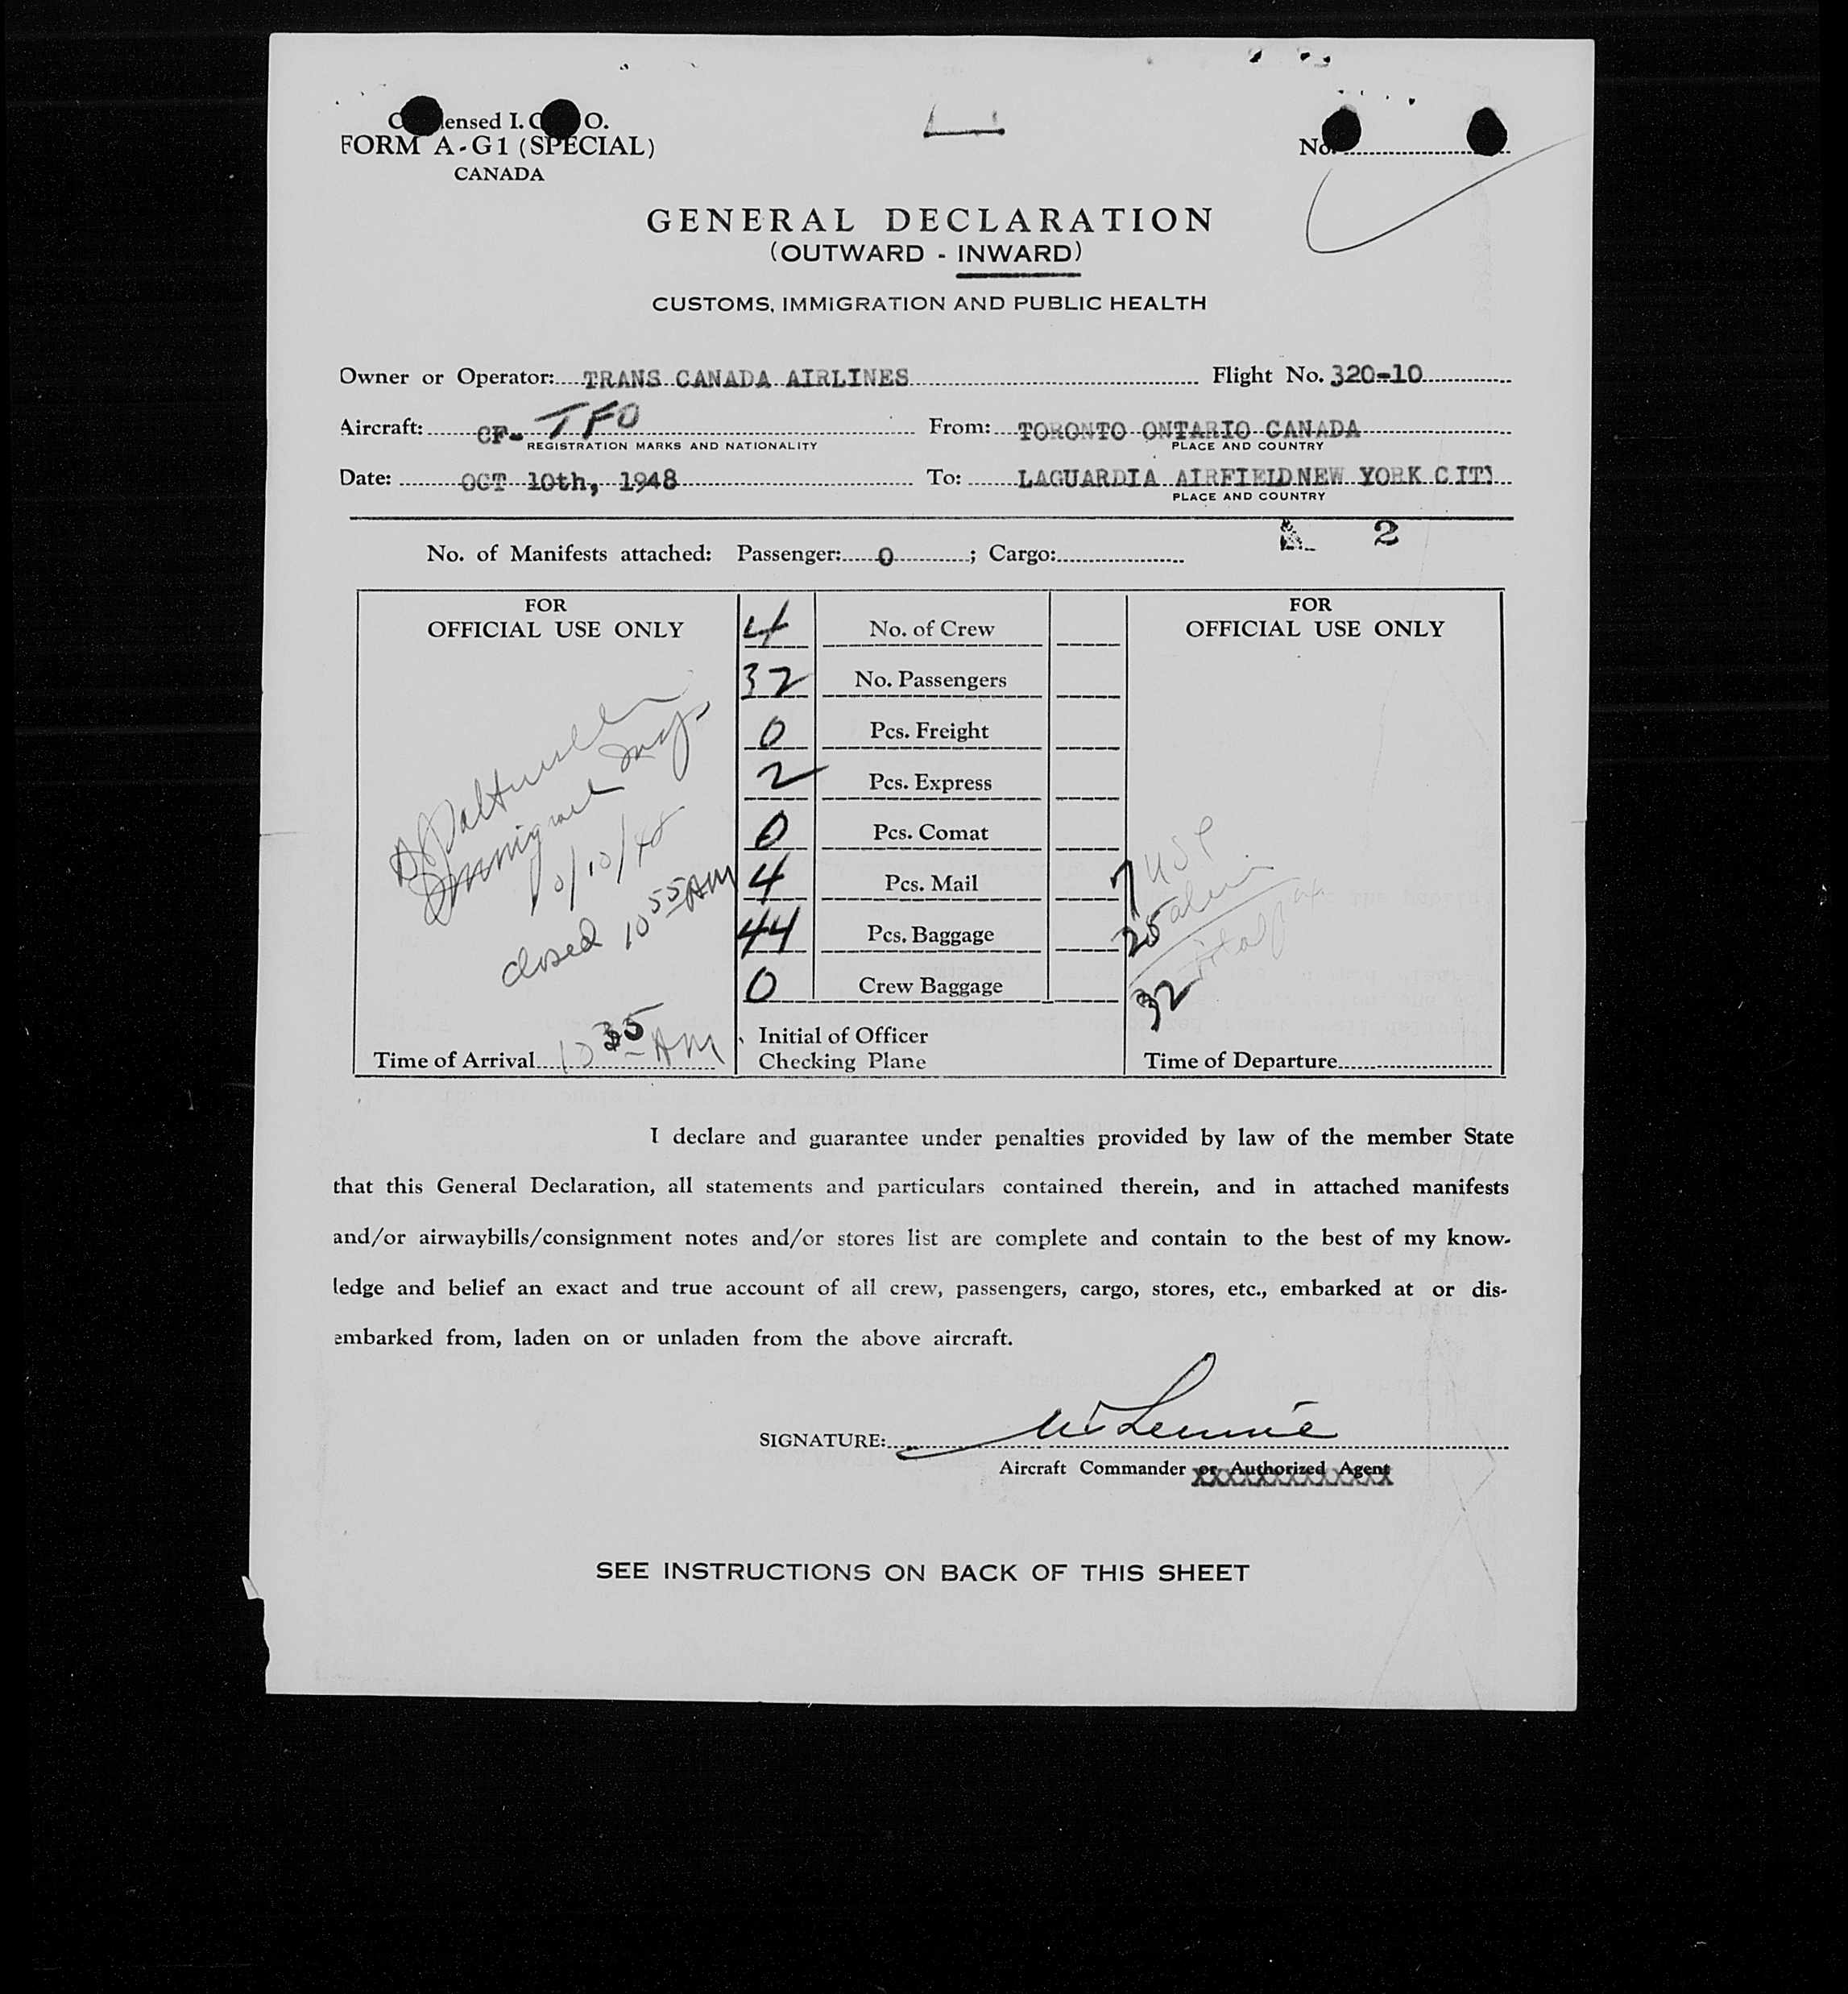 ensed I. C O.
FORM A-G1 (SPECIAL)
CANADA
No.
GENERAL DECLARATION
(OUTWARD - INWARD)
CUSTOMS, IMMIGRATION AND PUBLIC HEALTH
Owner or Operator: TRANS CANADA AIRLINES Flight No. 320-10
Aircraft: CF- TFO From: TORONTO ONTARIO CANADA
REGISTRATION MARKS AND NATIONALITY PLACE AND COUNTRY
Date: OCT 10th, 1948 To: LAGUARDIA AIRFIELDNEW YORK CITY
PLACE AND COUNTRY
2
No. of Manifests attached: Passenger: 0 ; Cargo:
FOR
OFFICIAL USE ONLY
Immigrant Insp.
10/10/48
closed 10 55 AM
Time of Arrival 10 35 AM
4 No. of Crew
32 No. Passengers
0 Pcs. Freight
2 Pcs. Express
0 Pcs. Comat
4 Pcs. Mail
44 Pcs. Baggage
0 Crew Baggage
Initial of Officer
Checking Plane
FOR
OFFICIAL USE ONLY
7 USC
25 alien
32 total
Time of Departure
I declare and guarantee under penalties provided by law of the member State
that this General Declaration, all statements and particulars contained therein, and in attached manifests
and/or airwaybills/consignment notes and/or stores list are complete and contain to the best of my know-
ledge and belief an exact and true account of all crew, passengers, cargo, stores, etc., embarked at or dis-
embarked from, laden on or unladen from the above aircraft.
SIGNATURE:
Aircraft Commander or Authorized Agent
SEE INSTRUCTIONS ON BACK OF THIS SHEET